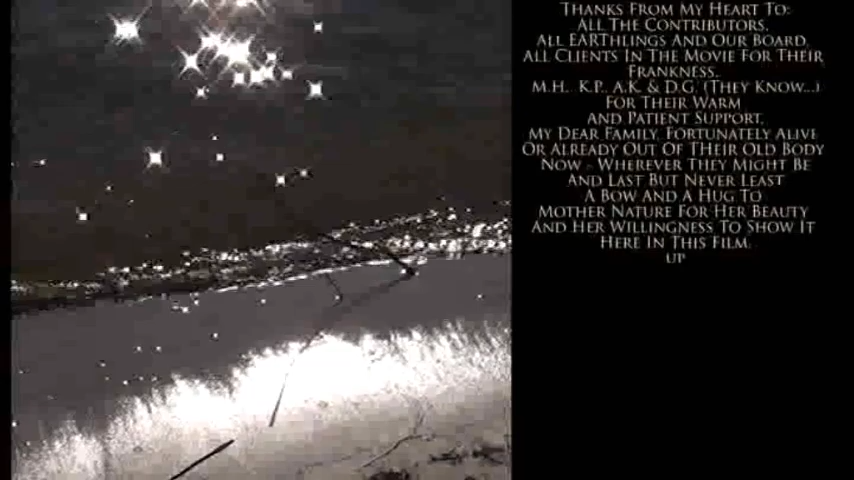 Thanks From My Heart To:
All The Contributors,
All EARThlings And Our Board,
All Clients In The Movie For Their
Frankness,
M.H., K.P., A.K. & D.G. (They Know...)
For Their Warm
And Patient Support,
My Dear Family, Fortunately Alive
Or Already Out Of THeir Old Body
Now - Wherever They Might Be
And Last But Never Least
A Bow And A Hug To
Mother Nature For Her Beauty
And Her Willingness To Show It
Here In This Film.
UP